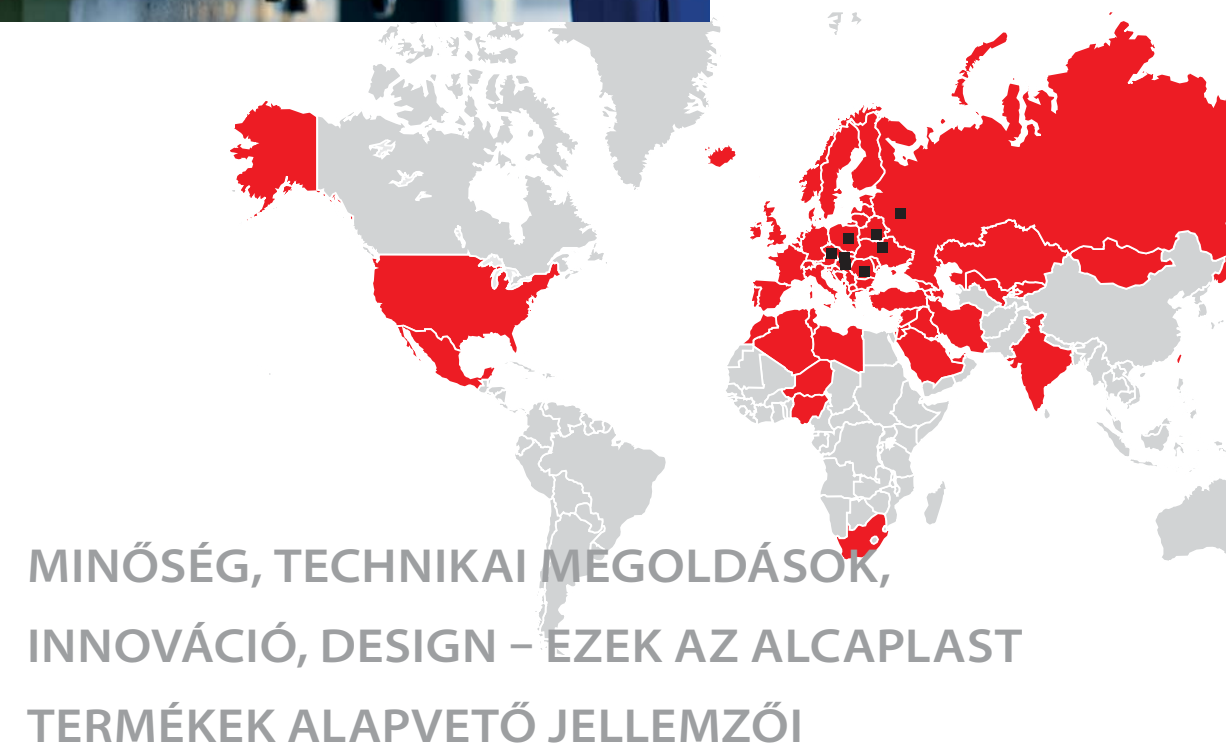 MINŐSÉG, TECHNIKAI MEGOLDÁSOK,
INNOVÁCIÓ, DESIGN – EZEK AZ ALCAPLAST
TERMÉKEK ALAPVETŐ JELLEMZŐI